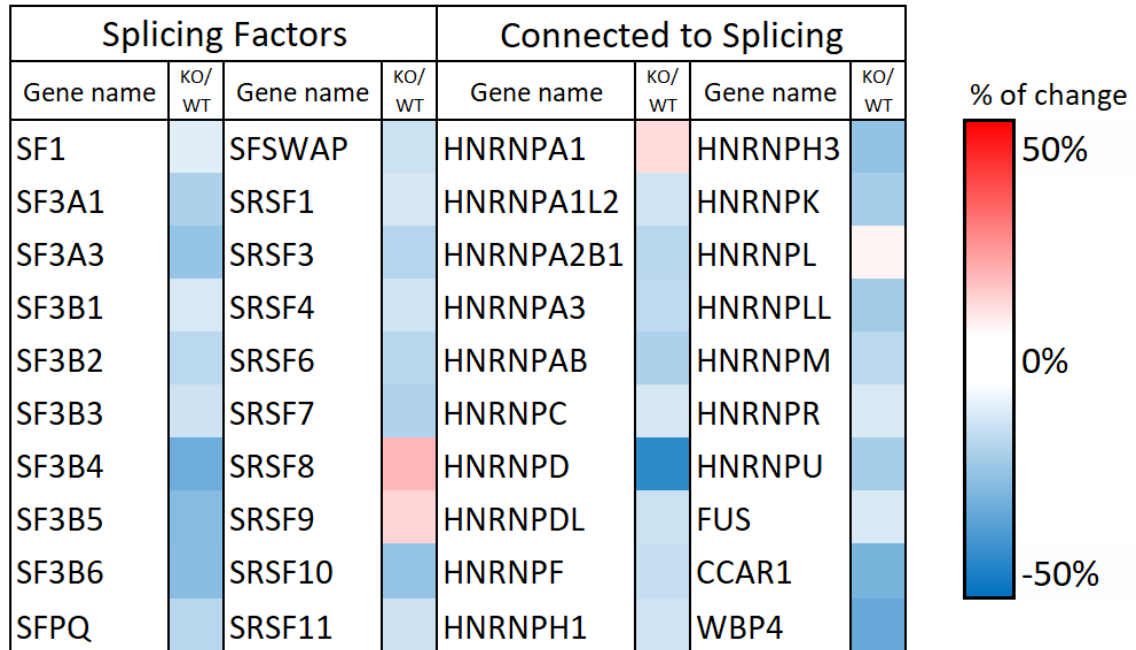 Splicing Factors Connected to Splicing
Gene name KO/ WT Gene name KO/ WT Gene name KO/ WT Gene name KO/ WT
SF1 SFSWAP HNRNPA1 HNRNPH3
SF3A1 SRSF1 HNRNPA1L2 HNRNPK
SF3A3 SRSF3 HNRNPA2B1 HNRNPL
SF3B1 SRSF4 HNRNPA3 HNRNPLL
SF3B2 SRSF6 HNRNPAB HNRNPM
SF3B3 SRSF7 HNRNPC HNRNPR
SF3B4 SRSF8 HNRNPD HNRNPU
SF3B5 SRSF9 HNRNPDL FUS
SF3B6 SRSF10 HNRNPF CCAR1
SFPQ SRSF11 HNRNPH1 WBP4
% of change
50%
0%
-50%